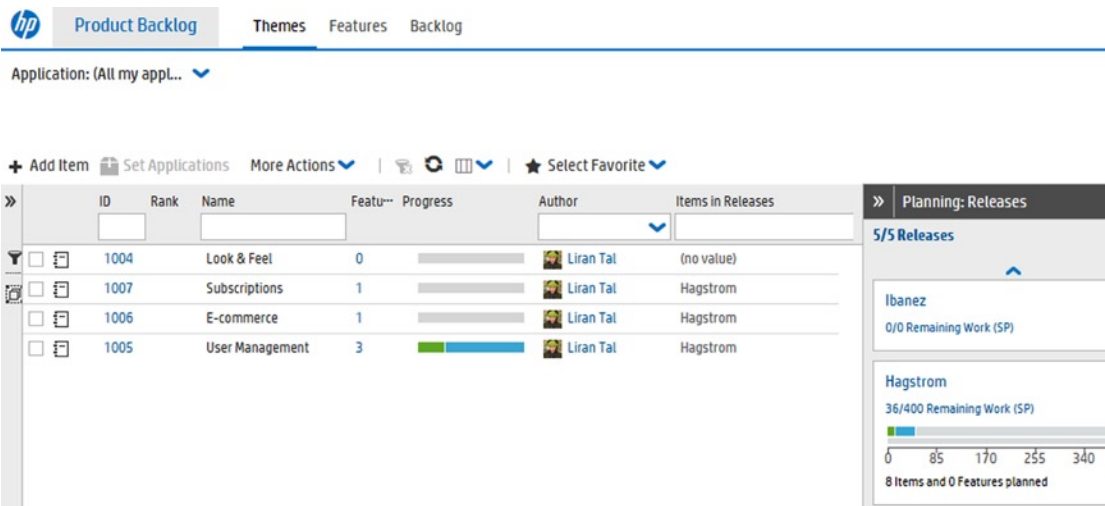 hp Product Backlog Themes Features Backlog
Application: (All my appl...
+ Add Item Set Applications More Actions | | Select Favorite
» ID Rank Name Featu... Progress Author Items in Releases
1004 Look & Feel 0 Liran Tal (no value)
1007 Subscriptions 1 Liran Tal Hagstrom
1006 E-commerce 1 Liran Tal Hagstrom
1005 User Management 3 Liran Tal Hagstrom
» Planning: Releases
5/5 Releases
Ibanez
0/0 Remaining Work (SP)
Hagstrom
36/400 Remaining Work (SP)
0 85 170 255 340
8 Items and 0 Features planned